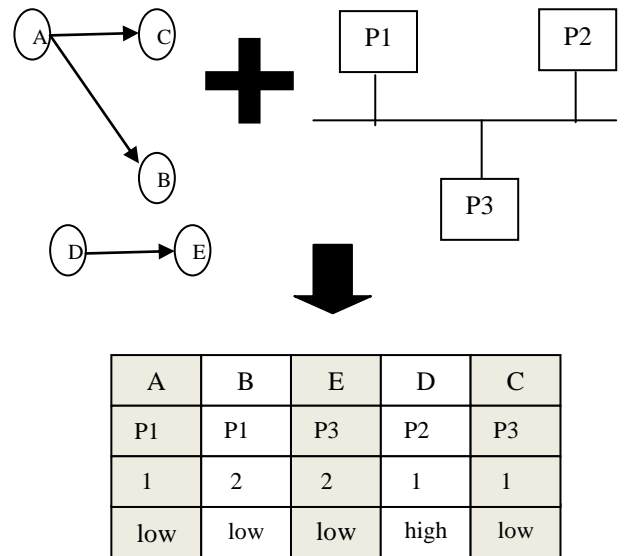 A C P1 P2
B
P3
D E
A B E D C
P1 P1 P3 P2 P3
1 2 2 1 1
low low low high low